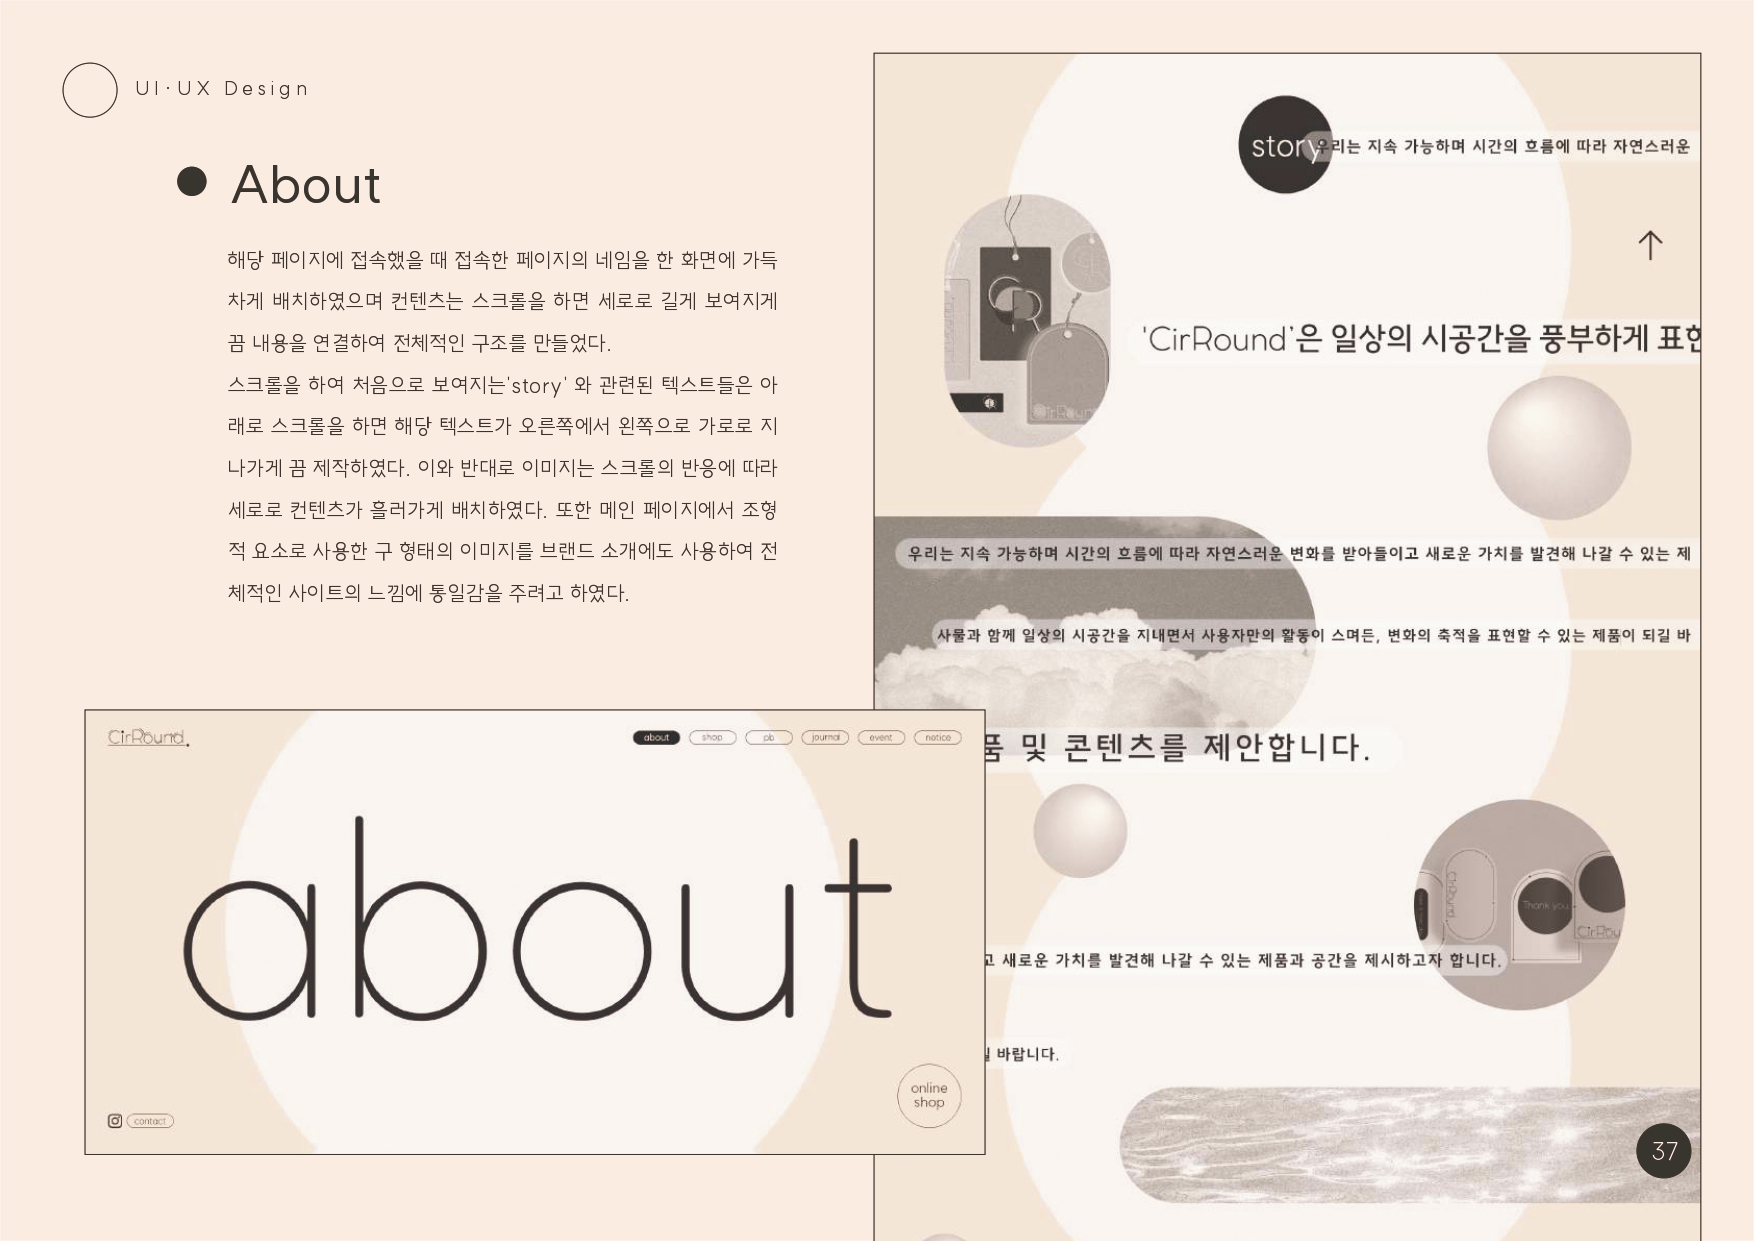 UI·UX Design
About
해당 페이지에 접속했을 때 접속한 페이지의 네임을 한 화면에 가득
차게 배치하였으며 컨텐츠는 스크롤을 하면 세로로 길게 보여지게
끔 내용을 연결하여 전체적인 구조를 만들었다.
스크롤을 하여 처음으로 보여지는'story' 와 관련된 텍스트들은 아
래로 스크롤을 하면 해당 텍스트가 오른쪽에서 왼쪽으로 가로로 지
나가게 끔 제작하였다. 이와 반대로 이미지는 스크롤의 반응에 따라
세로로 컨텐츠가 흘러가게 배치하였다. 또한 메인 페이지에서 조형
적 요소로 사용한 구 형태의 이미지를 브랜드 소개에도 사용하여 전
체적인 사이트의 느낌에 통일감을 주려고 하였다.
CirRound.
about shop pb journal event notice
about
online
shop
contact
story
우리는 지속 가능하며 시간의 흐름에 따라 자연스러운
CirRound
'CirRound'은 일상의 시공간을 풍부하게 표현
우리는 지속 가능하며 시간의 흐름에 따라 자연스러운 변화를 받아들이고 새로운 가치를 발견해 나갈 수 있는 제
사물과 함께 일상의 시공간을 지내면서 사용자만의 활동이 스며든, 변화의 축적을 표현할 수 있는 제품이 되길 바
품 및 콘텐츠를 제안합니다.
CirRound
Thank you
CirRou
고 새로운 가치를 발견해 나갈 수 있는 제품과 공간을 제시하고자 합니다.
바랍니다.
37